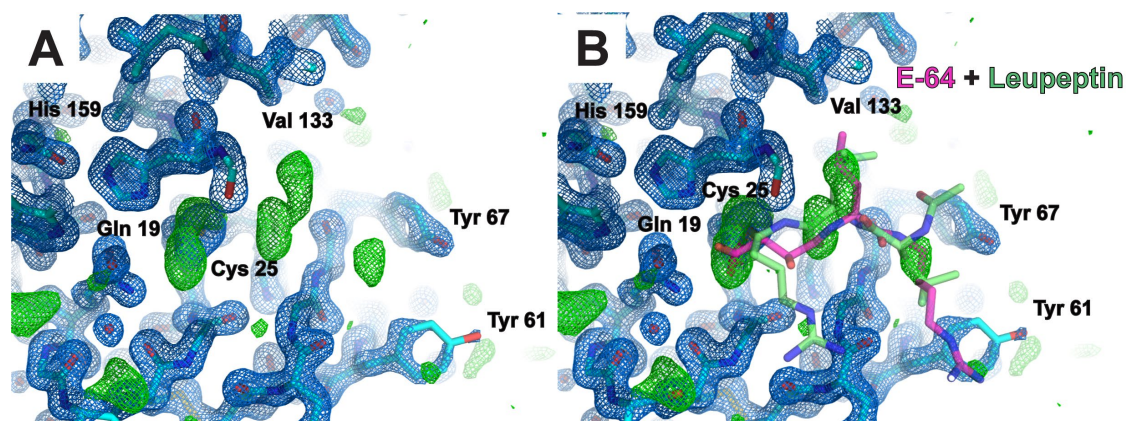 A
His 159
Val 133
Gln 19
Tyr 67
Cys 25
Tyr 61
B
E-64 + Leupeptin
His 159
Val 133
Cys 25
Gln 19
Tyr 67
Tyr 61